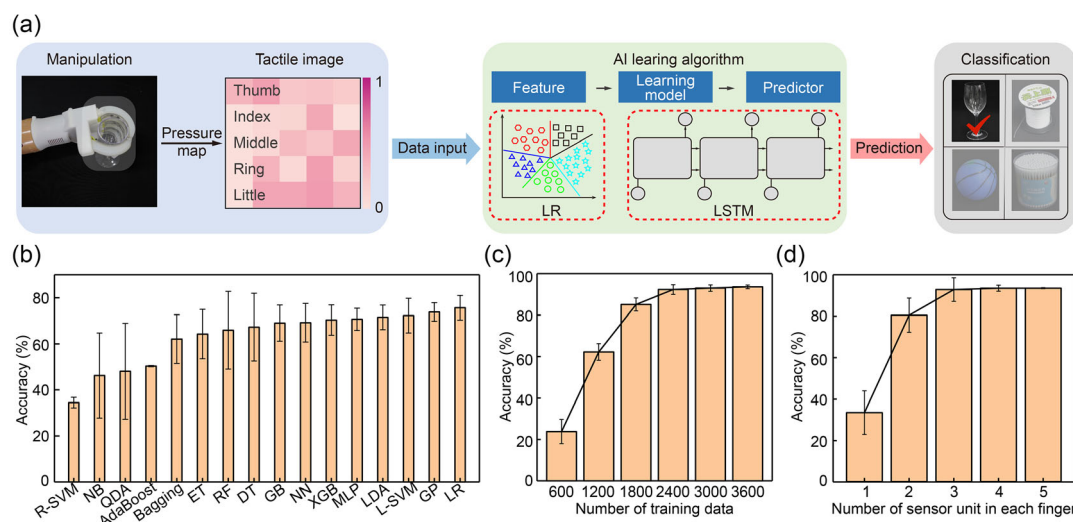 (a)
Manipulation
Tactile image
Pressure
map
Thumb
Index
Middle
Ring
Little
1
0
Data input
AI learing algorithm
Feature
Learning
model
Predictor
LR
LSTM
Prediction
Classification
(b)
Accuracy (%)
80
60
40
20
0
R-SVM
NB
QDA
AdaBoost
Bagging
ET
RF
DT
GB
NN
XGB
MLP
LDA
L-SVM
GP
LR
(c)
Accuracy (%)
100
80
60
40
20
0
600 1200 1800 2400 3000 3600
Number of training data
(d)
Accuracy (%)
100
80
60
40
20
0
1 2 3 4 5
Number of sensor unit in each finger